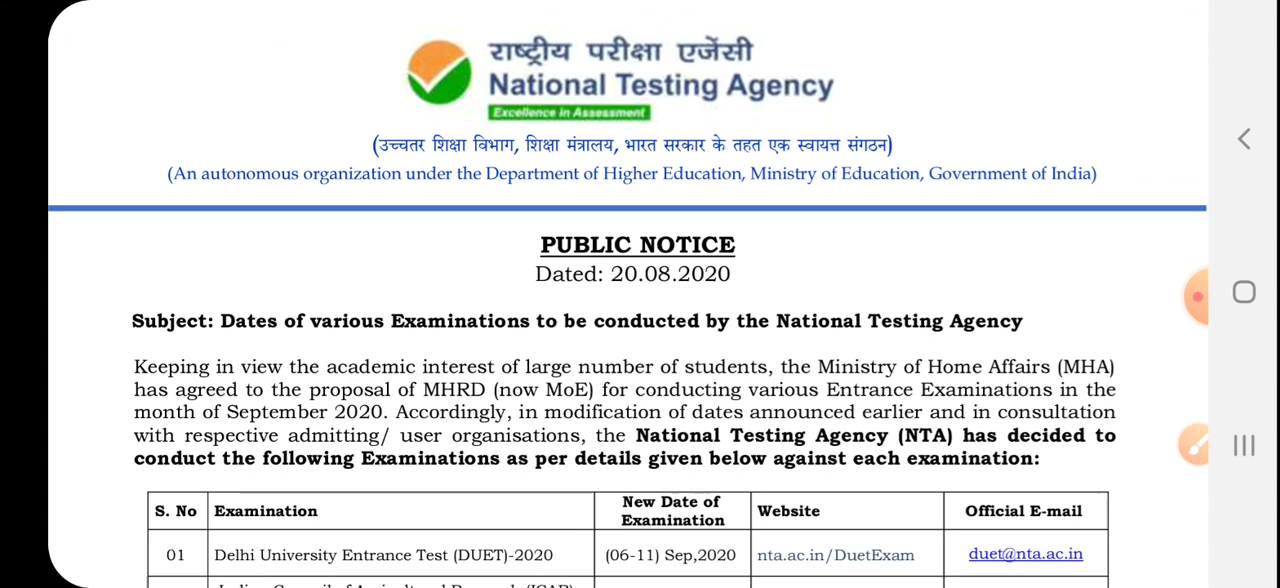 राष्ट्रीय परीक्षा एजेंसी
National Testing Agency
Excellence in Assessment
(उच्चतर शिक्षा विभाग, शिक्षा मंत्रालय, भारत सरकार के तहत एक स्वायत्त संगठन)
(An autonomous organization under the Department of Higher Education, Ministry of Education, Government of India)
PUBLIC NOTICE
Dated: 20.08.2020
Subject: Dates of various Examinations to be conducted by the National Testing Agency
Keeping in view the academic interest of large number of students, the Ministry of Home Affairs (MHA)
has agreed to the proposal of MHRD (now MoE) for conducting various Entrance Examinations in the
month of September 2020. Accordingly, in modification of dates announced earlier and in consultation
with respective admitting/ user organisations, the National Testing Agency (NTA) has decided to
conduct the following Examinations as per details given below against each examination:
S. No Examination New Date of Examination Website Official E-mail
01 Delhi University Entrance Test (DUET)-2020 (06-11) Sep,2020 nta.ac.in/DuetExam duet@nta.ac.in